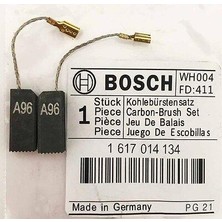 BOSCH
WH004
FD:411
A96
A96
1
Stück
Kohlebürstensatz
Piece
Carbon-Brush Set
Pièce
Jeu De Balais
Pieza
Juego De Escobillas
1 617 014 134
Made in Germany
PG 21